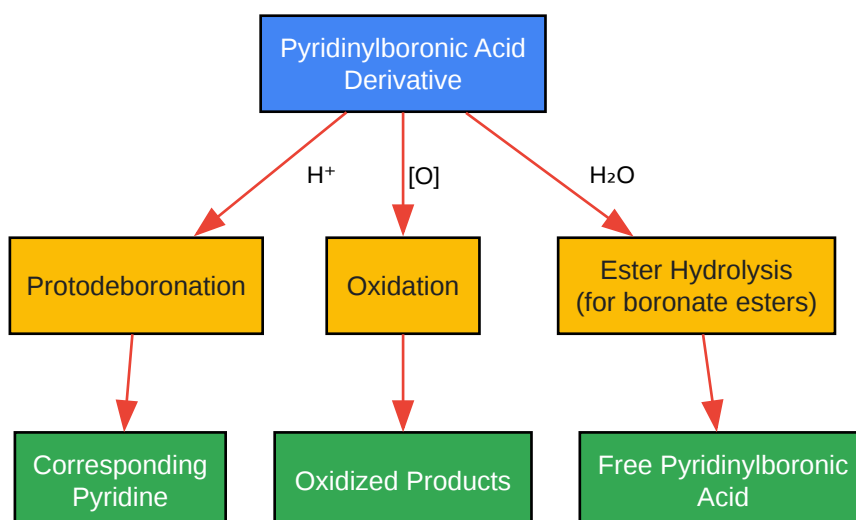 Pyridinylboronic Acid
Derivative
H⁺
[O]
H₂O
Protodeboronation
Oxidation
Ester Hydrolysis
(for boronate esters)
Corresponding
Pyridine
Oxidized Products
Free Pyridinylboronic
Acid